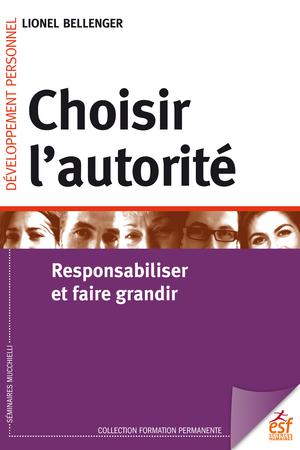 LIONEL BELLENGER
DÉVELOPPEMENT PERSONNEL
Choisir
l'autorité
Responsabiliser
et faire grandir
SÉMINAIRES MUCCHIELLI
COLLECTION FORMATION PERMANENTE
esf